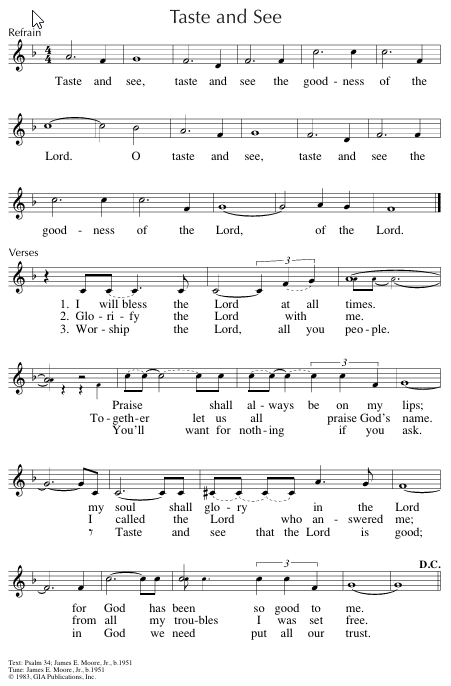 Taste and See
Refrain
Taste and see, taste and see the good - ness of the
Lord. O taste and see, taste and see the
good - ness of the Lord, of the Lord.
Verses
3
1. I will bless the Lord at all times.
2. Glo - ri - fy the Lord with me.
3. Wor - ship the Lord, all you peo - ple.
3
Praise shall al - ways be on my lips;
To - geth - er let us all praise God's name.
You'll want for noth - ing if you ask.
my soul shall glo - ry in the Lord
I called the Lord who an - swered me;
Taste and see that the Lord is good;
D.C.
3
for God has been so good to me.
from all my trou - bles I was set free.
in God we need put all our trust.
Text: Psalm 34; James E. Moore, Jr., b.1951
Tune: James E. Moore, Jr., b.1951
© 1983, GIA Publications, Inc.